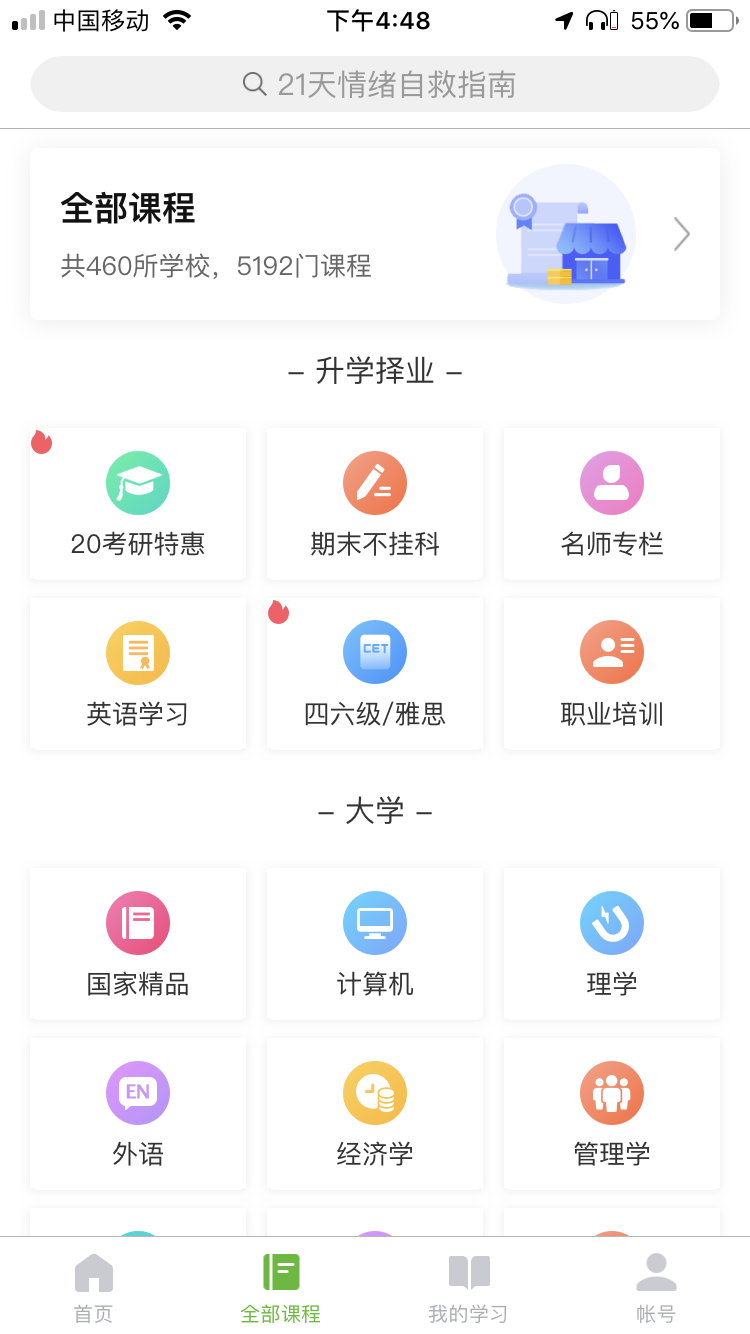 中国移动 下午4:48 55%
21天情绪自救指南
全部课程
共460所学校，5192门课程
– 升学择业 –
20考研特惠 期末不挂科 名师专栏
CET
英语学习 四六级/雅思 职业培训
– 大学 –
国家精品 计算机 理学
EN
外语 经济学 管理学
首页 全部课程 我的学习 帐号